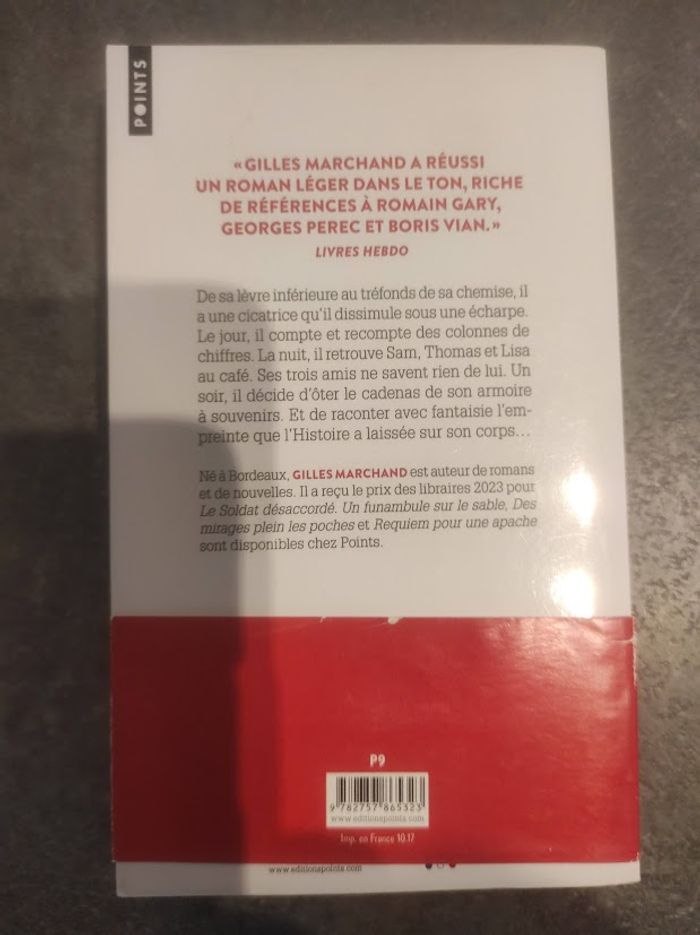 POINTS
« GILLES MARCHAND A RÉUSSI
UN ROMAN LÉGER DANS LE TON, RICHE
DE RÉFÉRENCES À ROMAIN GARY,
GEORGES PEREC ET BORIS VIAN. »
LIVRES HEBDO
De sa lèvre inférieure au tréfonds de sa chemise, il
a une cicatrice qu'il dissimule sous une écharpe.
Le jour, il compte et recompte des colonnes de
chiffres. La nuit, il retrouve Sam, Thomas et Lisa
au café. Ses trois amis ne savent rien de lui. Un
soir, il décide d'ôter le cadenas de son armoire
à souvenirs. Et de raconter avec fantaisie l'em-
preinte que l'Histoire a laissée sur son corps…
Né à Bordeaux, GILLES MARCHAND est auteur de romans
et de nouvelles. Il a reçu le prix des libraires 2023 pour
Le Soldat désaccordé. Un funambule sur le sable, Des
mirages plein les poches et Requiem pour une apache
sont disponibles chez Points.
P9
9 782757 865323
www.editionspoints.com
Imp. en France 10.17
www.editionspoints.com